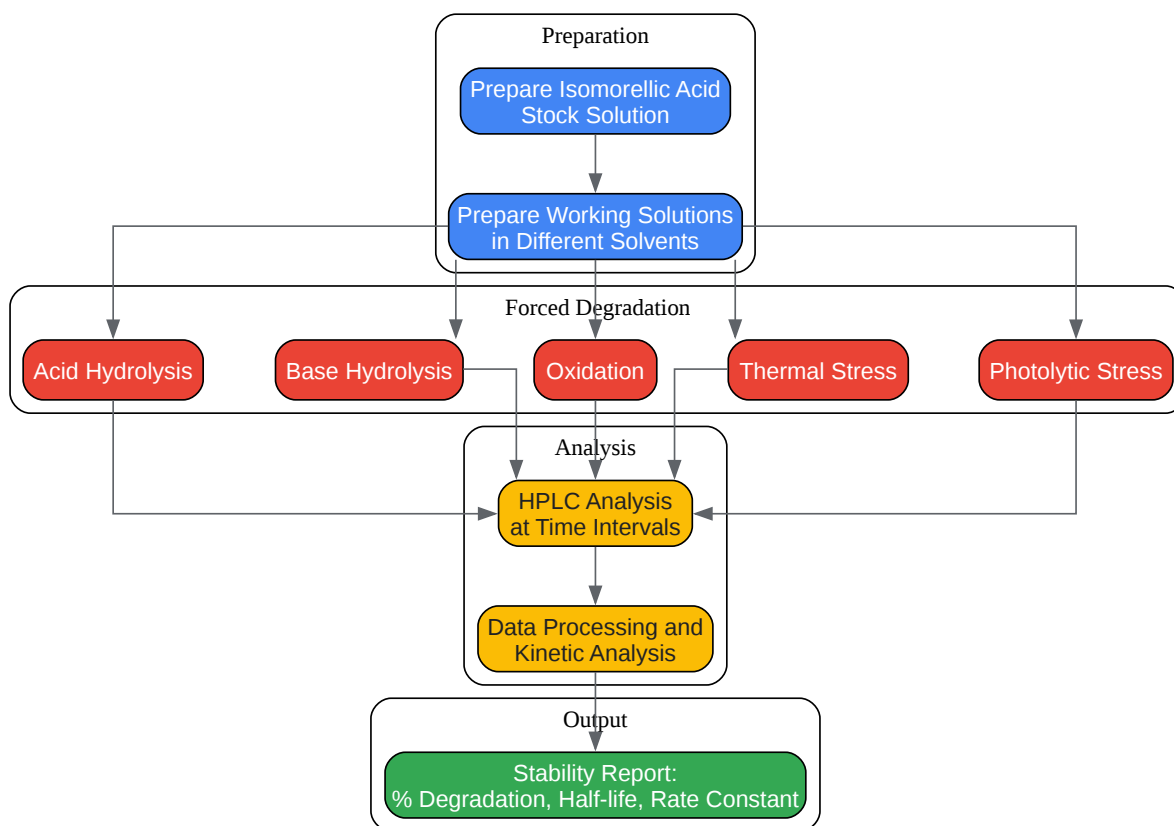 Preparation
Prepare Isomorellic Acid
Stock Solution
Prepare Working Solutions
in Different Solvents
Forced Degradation
Acid Hydrolysis
Base Hydrolysis
Oxidation
Thermal Stress
Photolytic Stress
Analysis
HPLC Analysis
at Time Intervals
Data Processing and
Kinetic Analysis
Output
Stability Report:
% Degradation, Half-life, Rate Constant